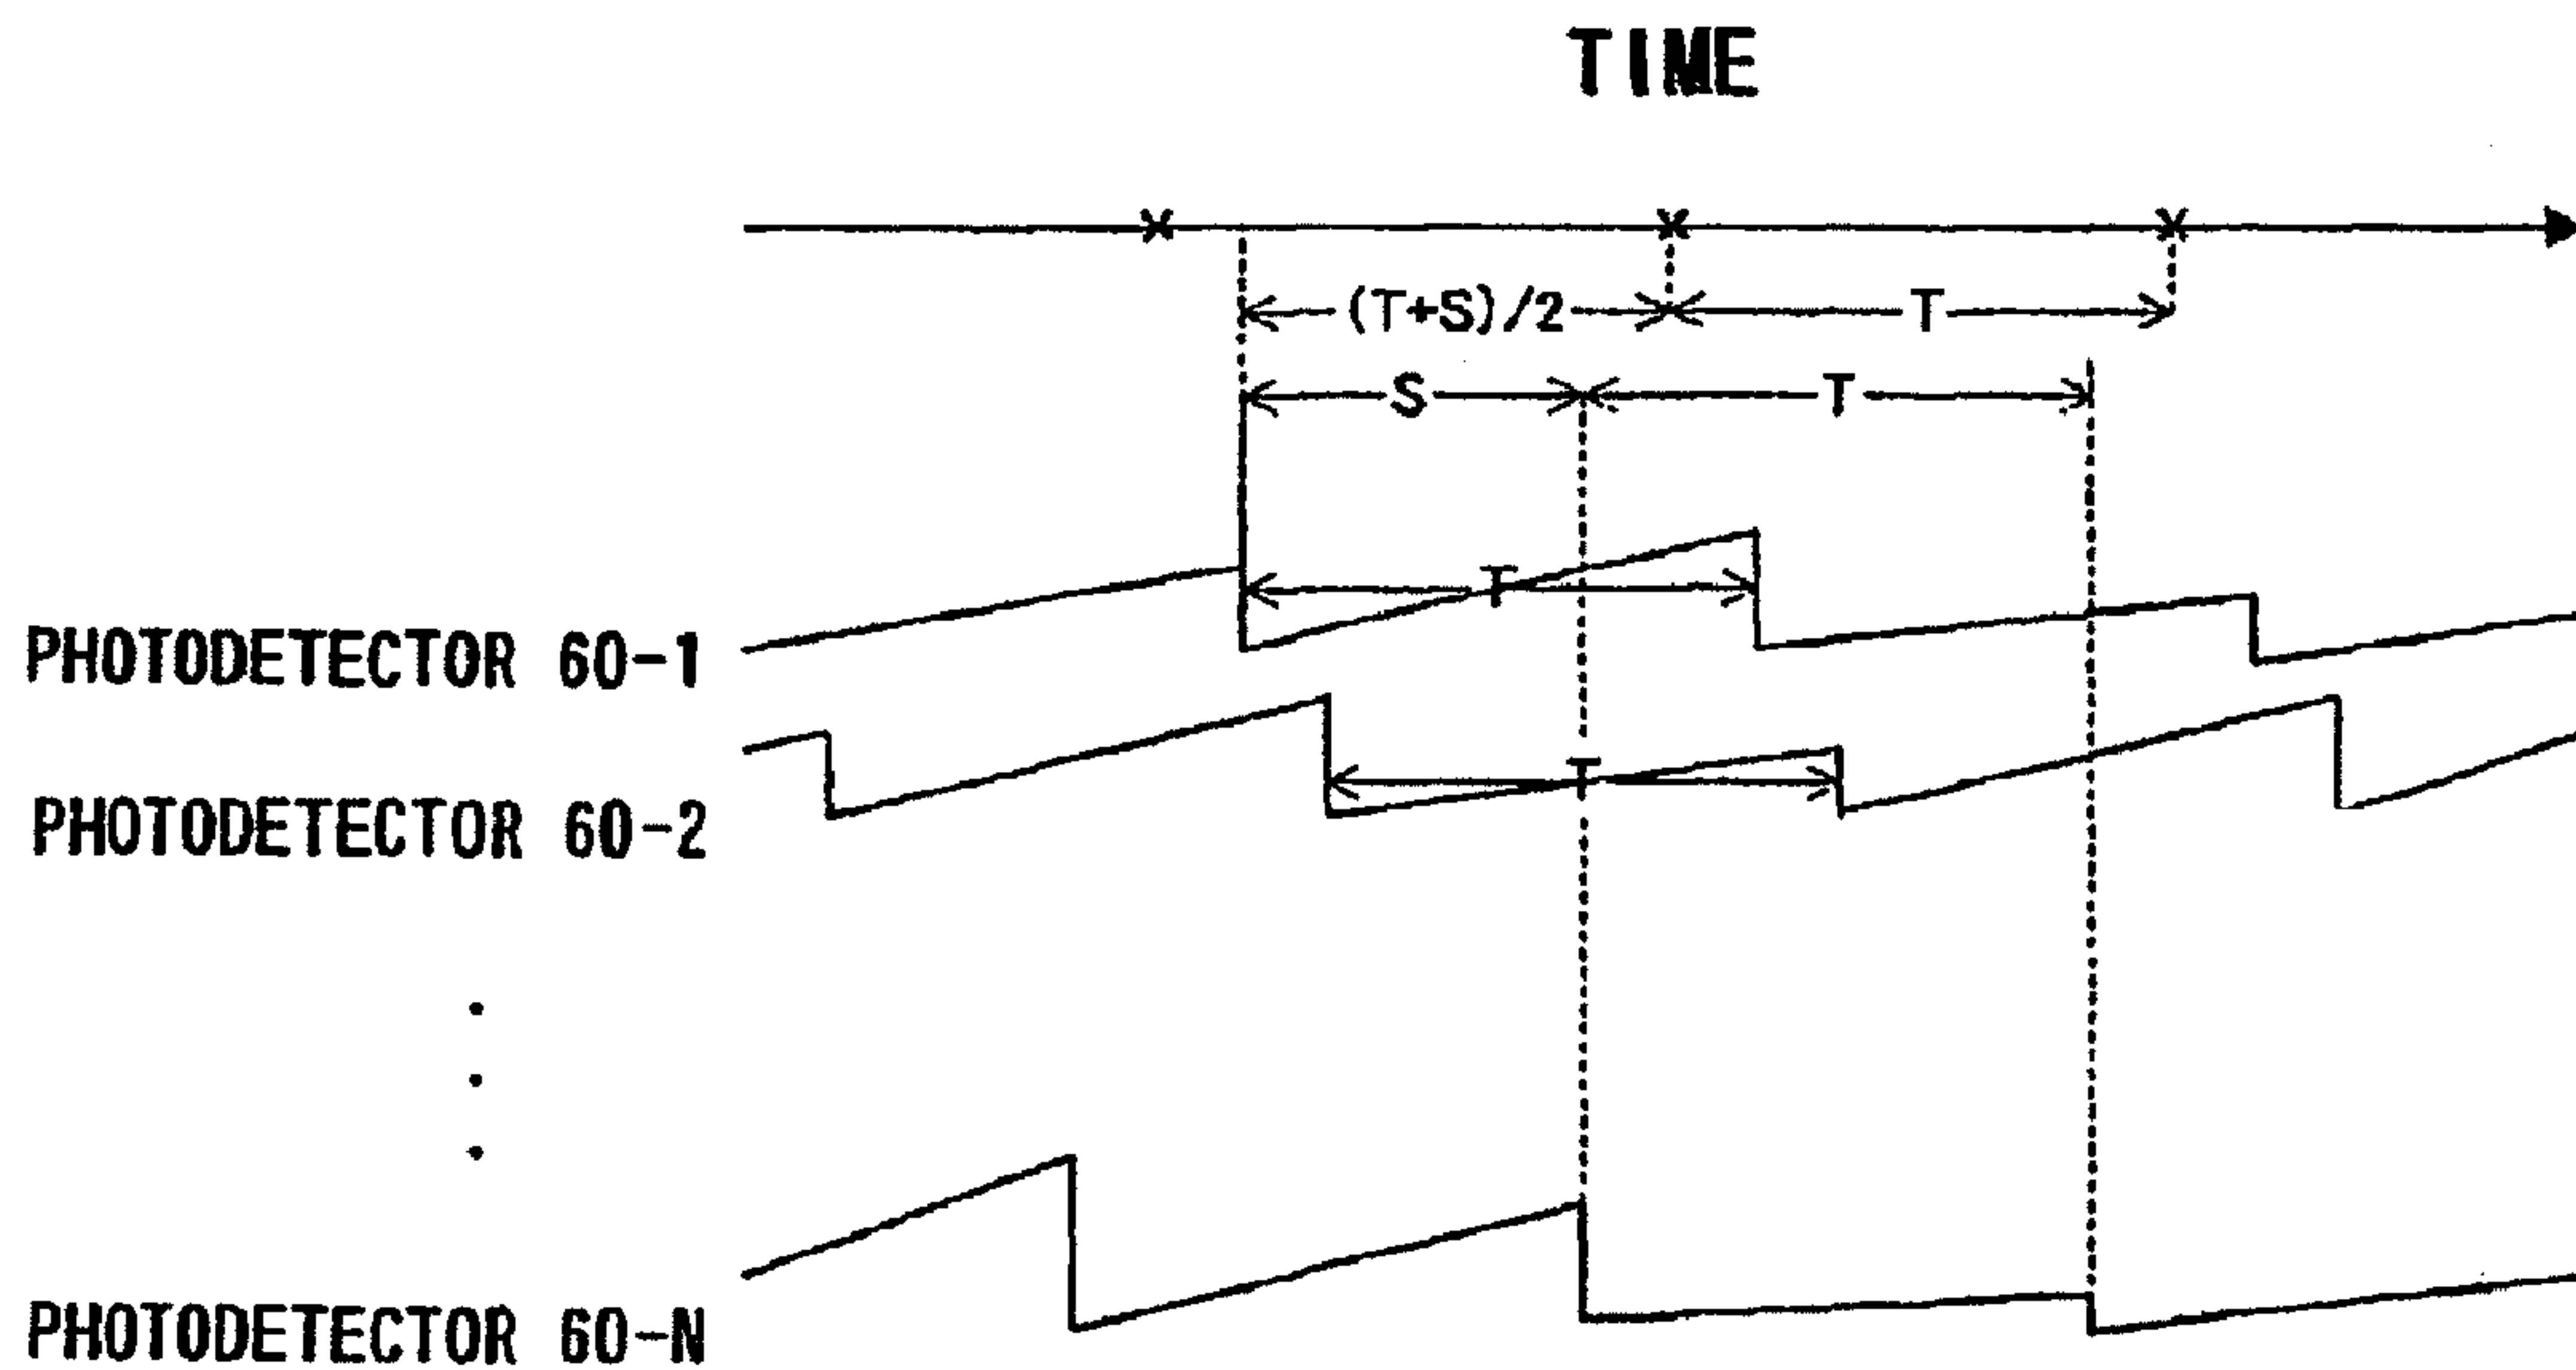 TIME
(T+S)/2 T
S T
T
PHOTODETECTOR 60-1
T
PHOTODETECTOR 60-2
PHOTODETECTOR 60-N